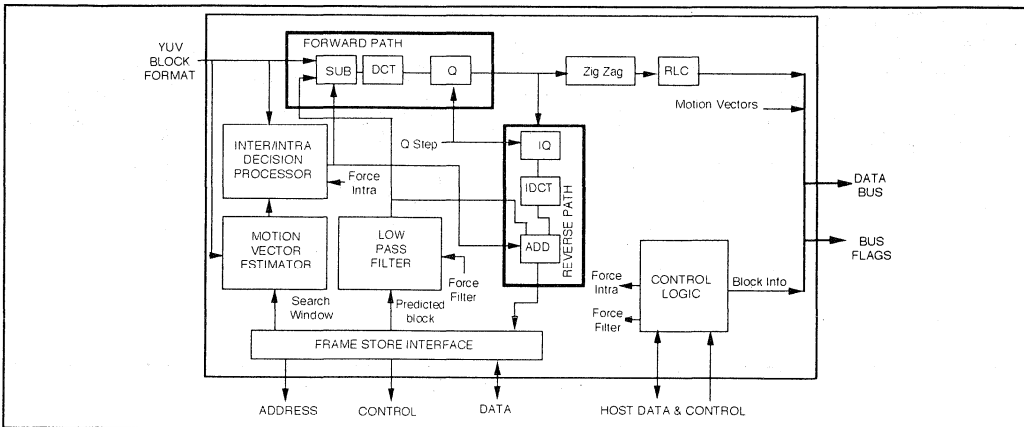 YUV
BLOCK
FORMAT
FORWARD PATH
SUB
DCT
Q
Zig Zag
RLC
Motion Vectors
Q Step
INTER/INTRA
DECISION
PROCESSOR
Force
Intra
IQ
IDCT
ADD
REVERSE PATH
DATA
BUS
BUS
FLAGS
MOTION
VECTOR
ESTIMATOR
LOW
PASS
FILTER
Force
Filter
Search
Window
Predicted
block
Force
Intra
Force
Filter
CONTROL
LOGIC
Block Info
FRAME STORE INTERFACE
ADDRESS
CONTROL
DATA
HOST DATA & CONTROL